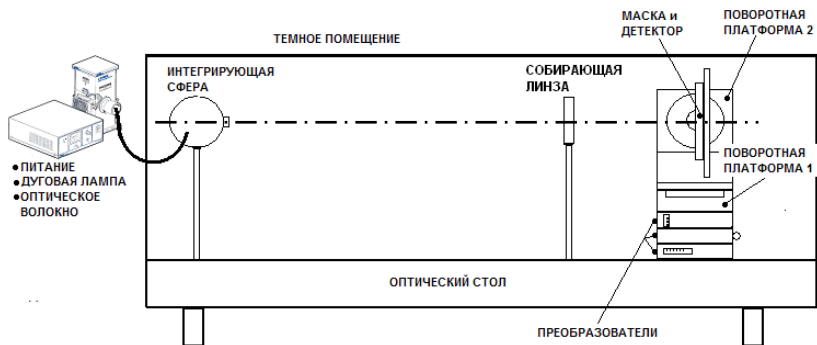 МАСКА и
ДЕТЕКТОР
ПОВОРОТНАЯ
ПЛАТФОРМА 2
ТЕМНОЕ ПОМЕЩЕНИЕ
ИНТЕГРИРУЮЩАЯ
СФЕРА
СОБИРАЮЩАЯ
ЛИНЗА
ПОВОРОТНАЯ
ПЛАТФОРМА 1
●ПИТАНИЕ
●ДУГОВАЯ ЛАМПА
●ОПТИЧЕСКОЕ
ВОЛОКНО
ОПТИЧЕСКИЙ СТОЛ
ПРЕОБРАЗОВАТЕЛИ